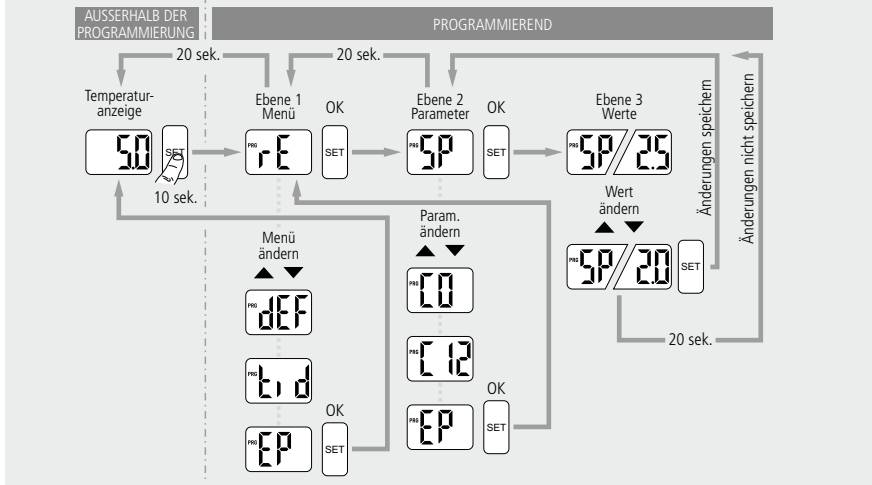 AUSSERHALB DER
PROGRAMMIERUNG
PROGRAMMIEREND
20 sek.
20 sek.
Temperatur-
anzeige
Ebene 1
Menü
OK
Ebene 2
Parameter
OK
Ebene 3
Werte
5.0
SET
PRG rE
SET
PRG SP
SET
PRG SP / 2.5
10 sek.
Änderungen speichern
Änderungen nicht speichern
Wert
ändern
Menü
ändern
Param.
ändern
PRG SP / 2.0
SET
PRG dEF
PRG C0
20 sek.
PRG tid
PRG C12
OK
OK
PRG EP
SET
PRG EP
SET